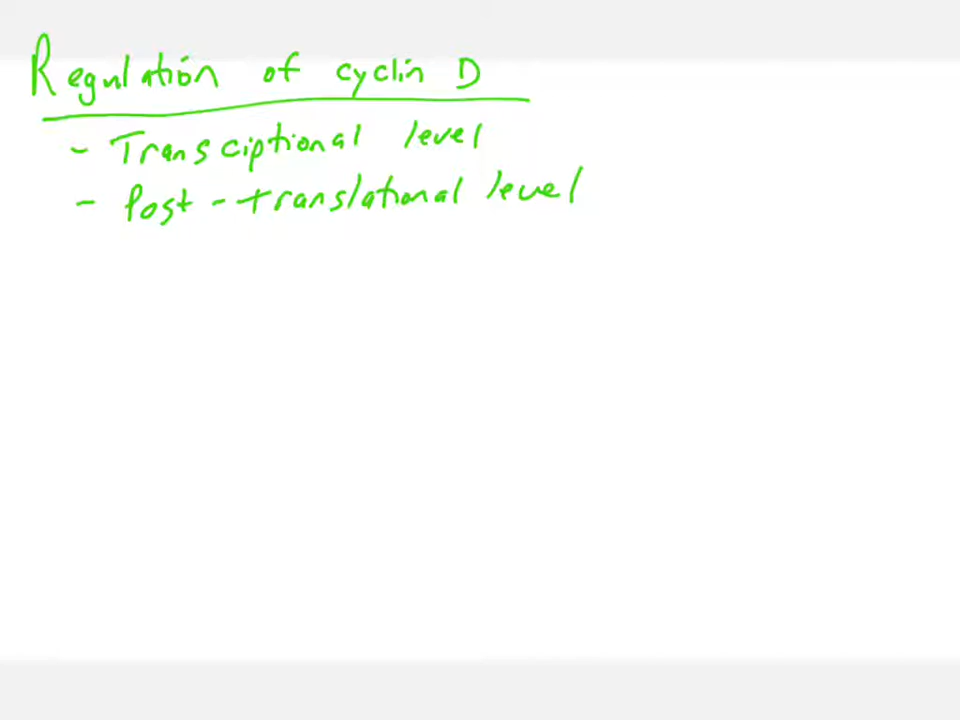 Regulation of cyclin D
- Transciptional level
- Post-translational level